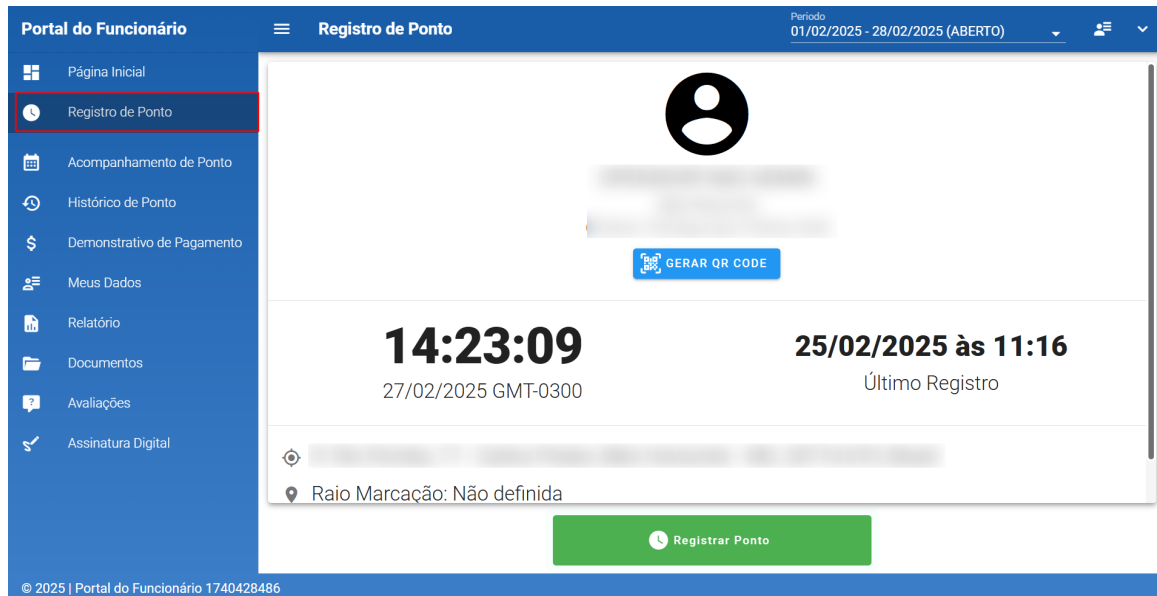 Portal do Funcionário
Registro de Ponto
Periodo
01/02/2025 - 28/02/2025 (ABERTO)
Página Inicial
Registro de Ponto
Acompanhamento de Ponto
Histórico de Ponto
Demonstrativo de Pagamento
Meus Dados
Relatório
Documentos
Avaliações
Assinatura Digital
GERAR QR CODE
14:23:09
27/02/2025 GMT-0300
25/02/2025 às 11:16
Último Registro
Raio Marcação: Não definida
Registrar Ponto
© 2025 | Portal do Funcionário 1740428486